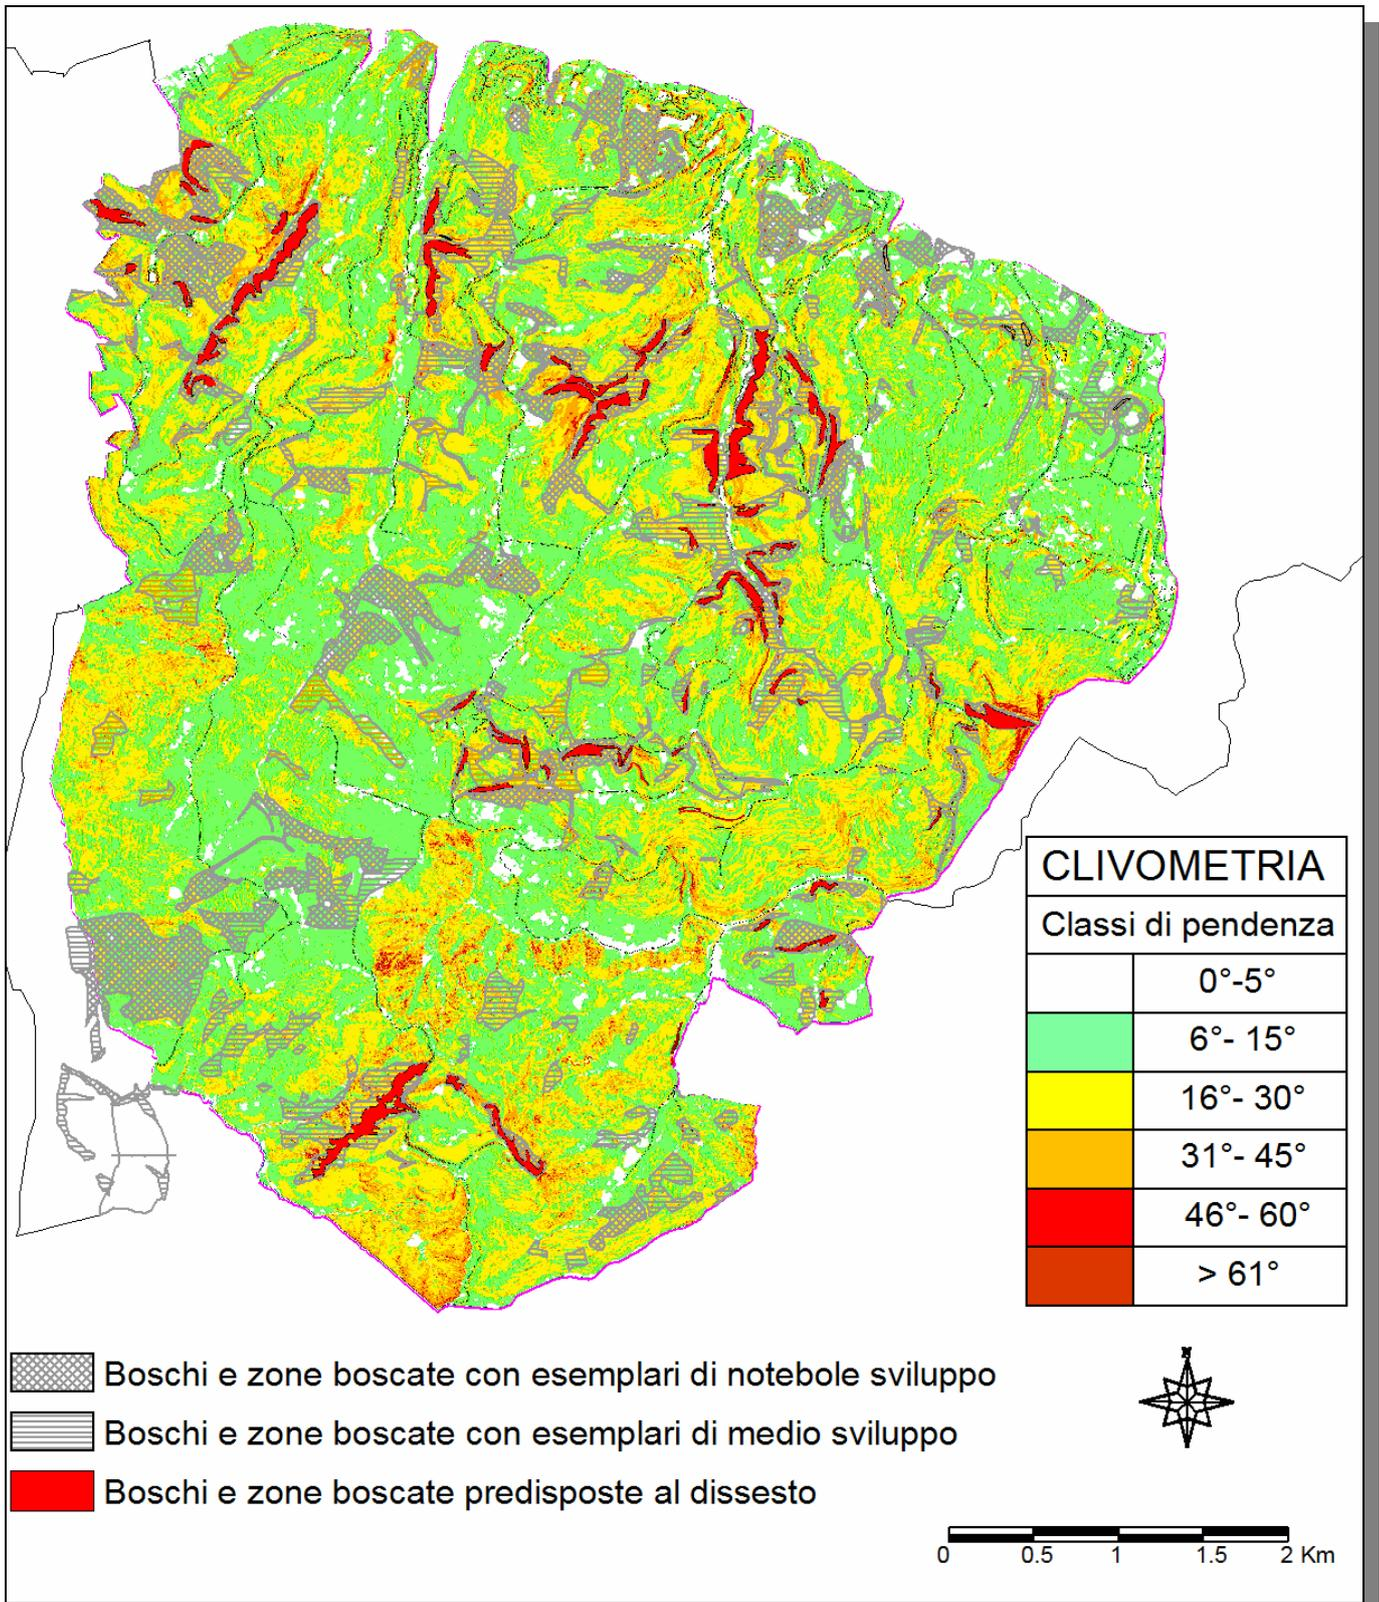 CLIVOMETRIA
Classi di pendenza
0°-5°
6°- 15°
16°- 30°
31°- 45°
46°- 60°
> 61°
Boschi e zone boscate con esemplari di notebole sviluppo
Boschi e zone boscate con esemplari di medio sviluppo
Boschi e zone boscate predisposte al dissesto
N
0 0.5 1 1.5 2 Km